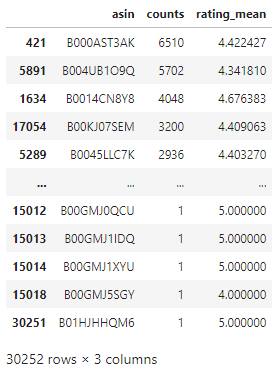 asin counts rating_mean
421 B000AST3AK 6510 4.422427
5891 B004UB1O9Q 5702 4.341810
1634 B0014CN8Y8 4048 4.676383
17054 B00KJ07SEM 3200 4.409063
5289 B0045LLC7K 2936 4.403270
... ... ... ...
15012 B00GMJ0QCU 1 5.000000
15013 B00GMJ1IDQ 1 5.000000
15014 B00GMJ1XYU 1 5.000000
15018 B00GMJ5SGY 1 4.000000
30251 B01HJHHQM6 1 5.000000
30252 rows × 3 columns